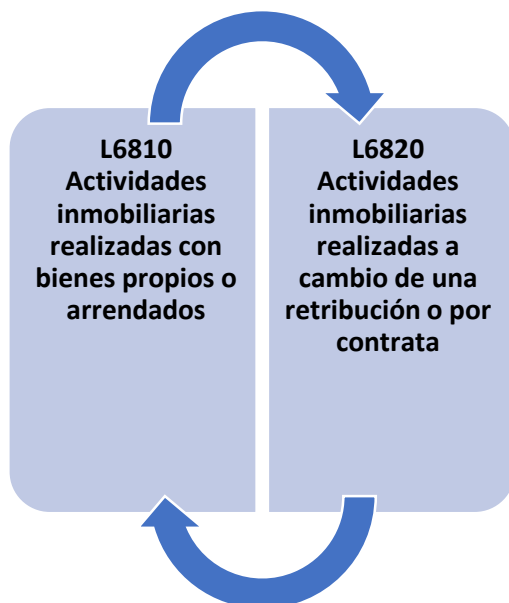 L6810
Actividades
inmobiliarias
realizadas con
bienes propios o
arrendados
L6820
Actividades
inmobiliarias
realizadas a
cambio de una
retribución o por
contrata